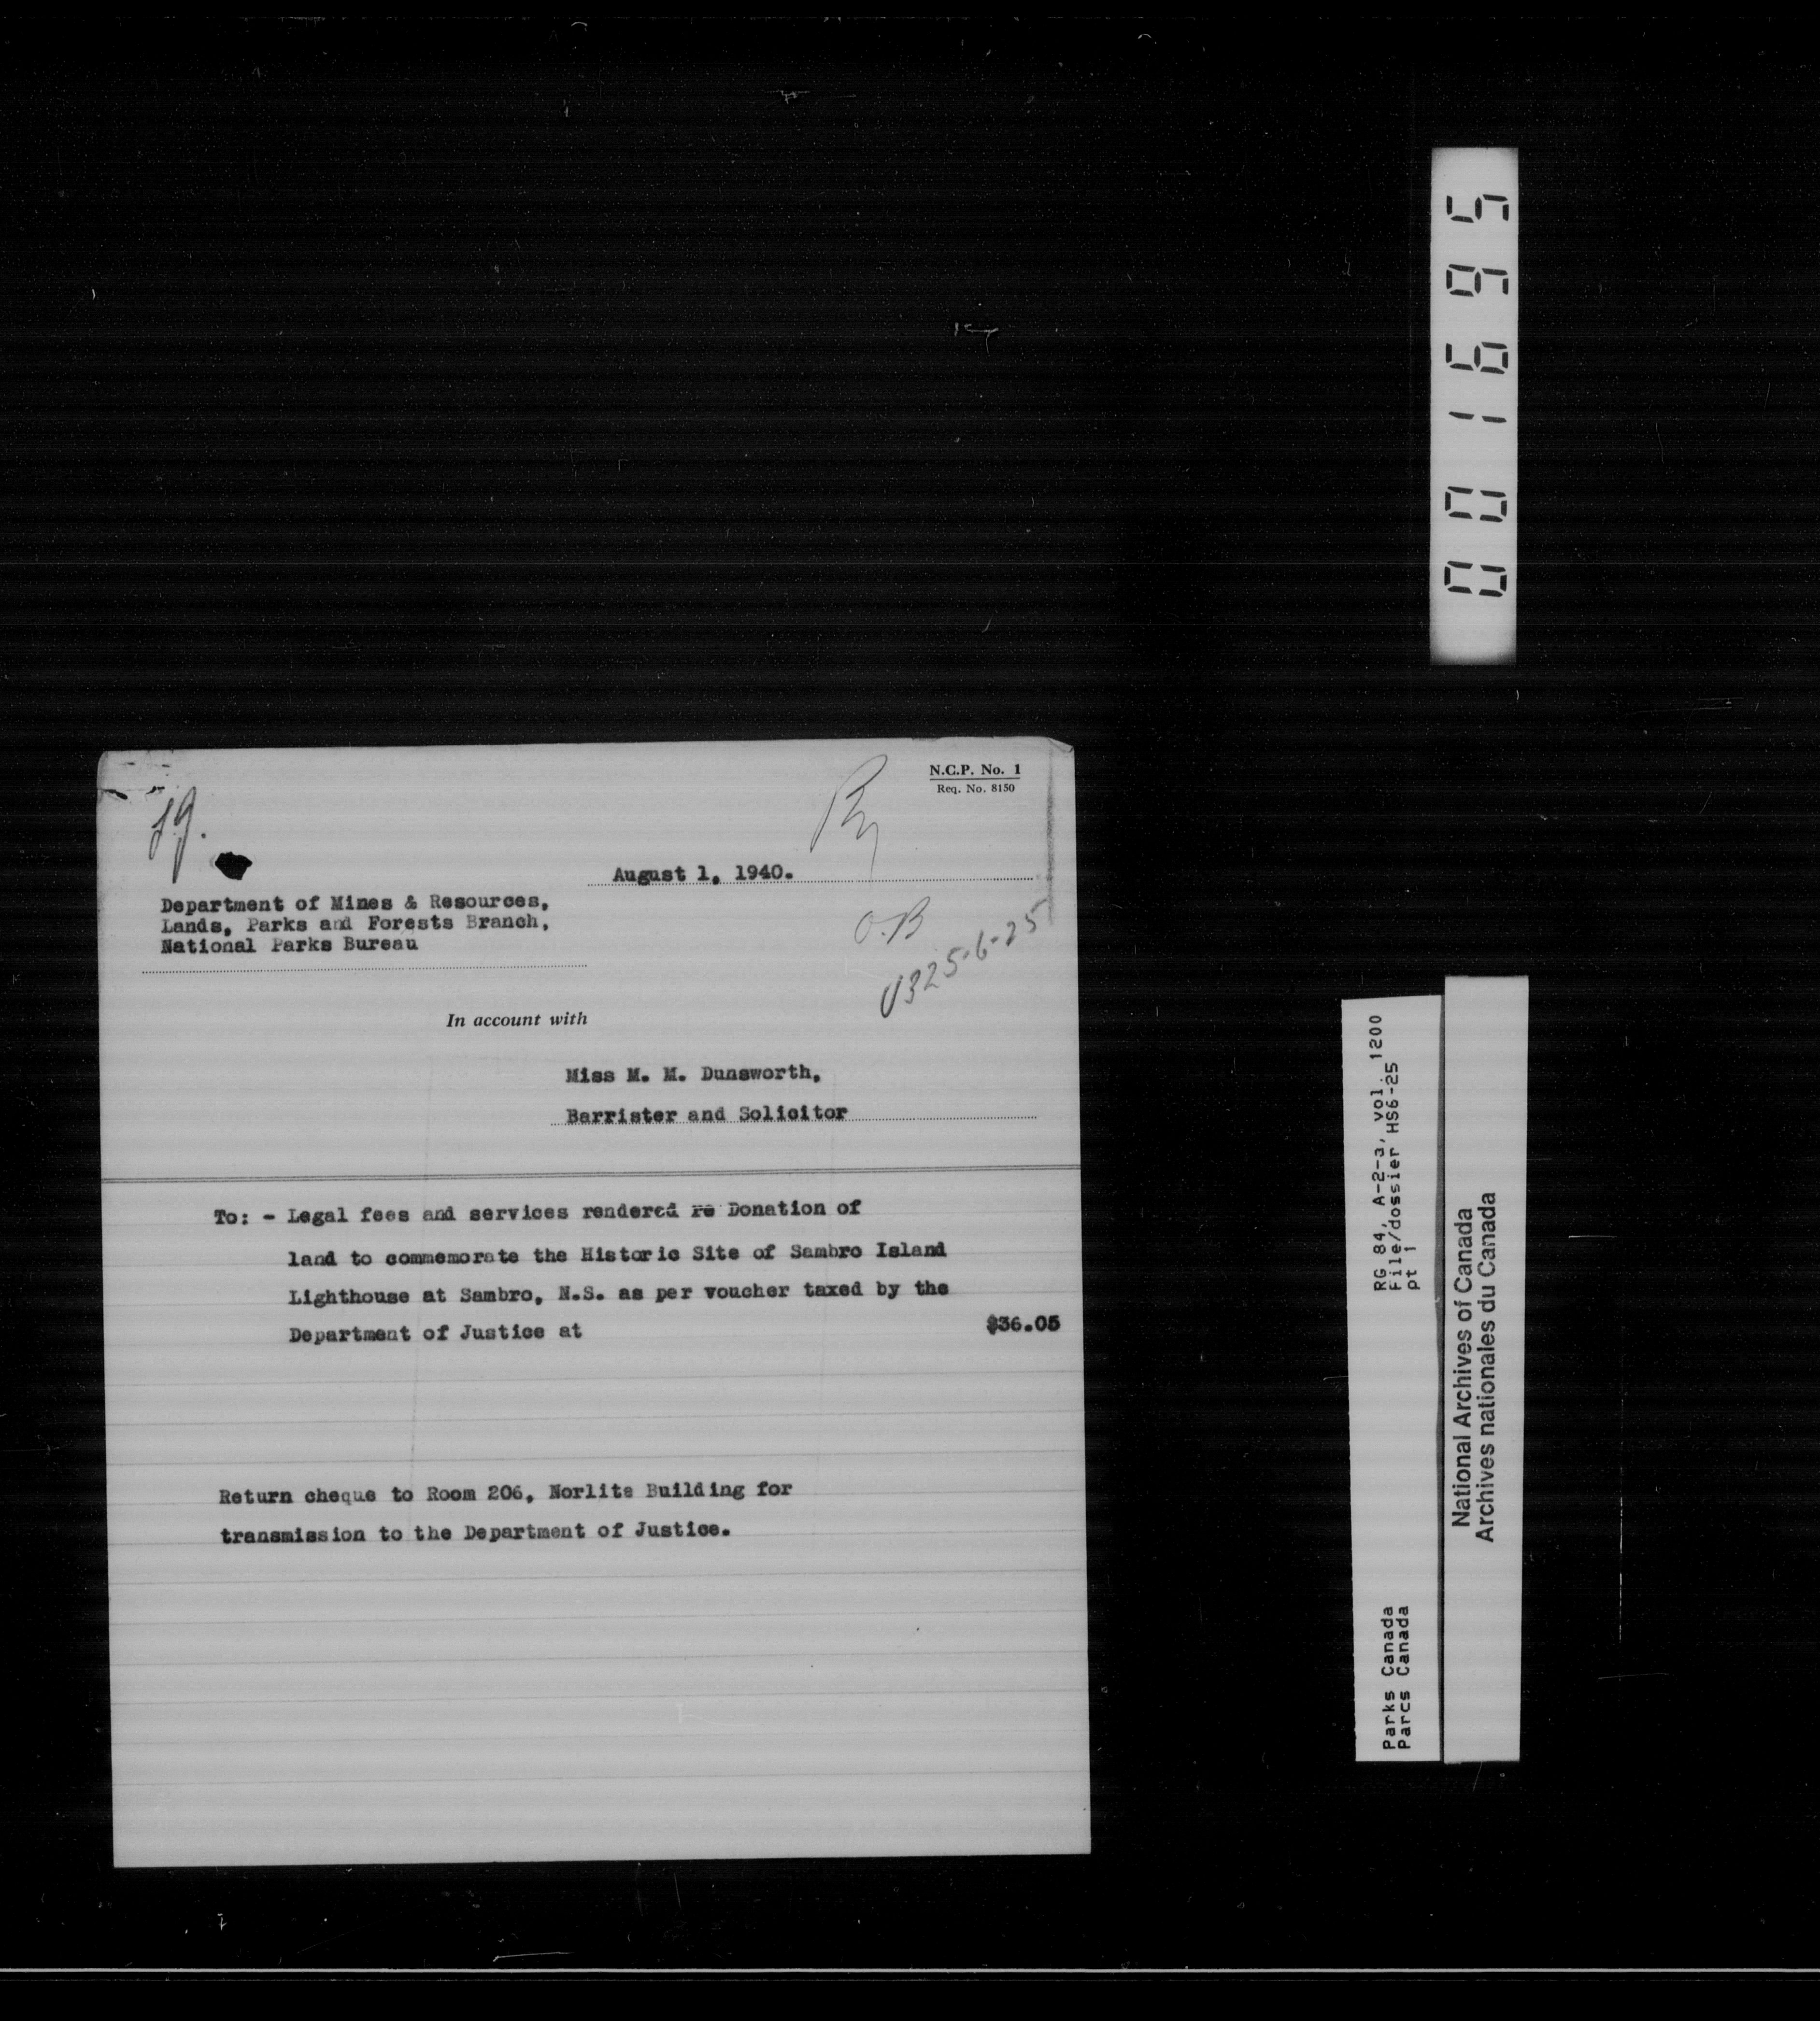 N.C.P. No. 1
Req. No. 8150
August 1, 1940.
Department of Mines & Resources,
Lands, Parks and Forests Branch,
National Parks Bureau
O.B
U325-6-25
In account with
Miss M. M. Dunsworth,
Barrister and Solicitor
To: - Legal fees and services rendered re Donation of
land to commemorate the Historic Site of Sambro Island
Lighthouse at Sambro, N.S. as per voucher taxed by the
Department of Justice at $36.05
Return cheque to Room 206, Norlite Building for
transmission to the Department of Justice.
001695
RG 84, A-2-a, vol. 1200
File/dossier HS6-25
pt 1
Parks Canada
Parcs Canada
National Archives of Canada
Archives nationales du Canada